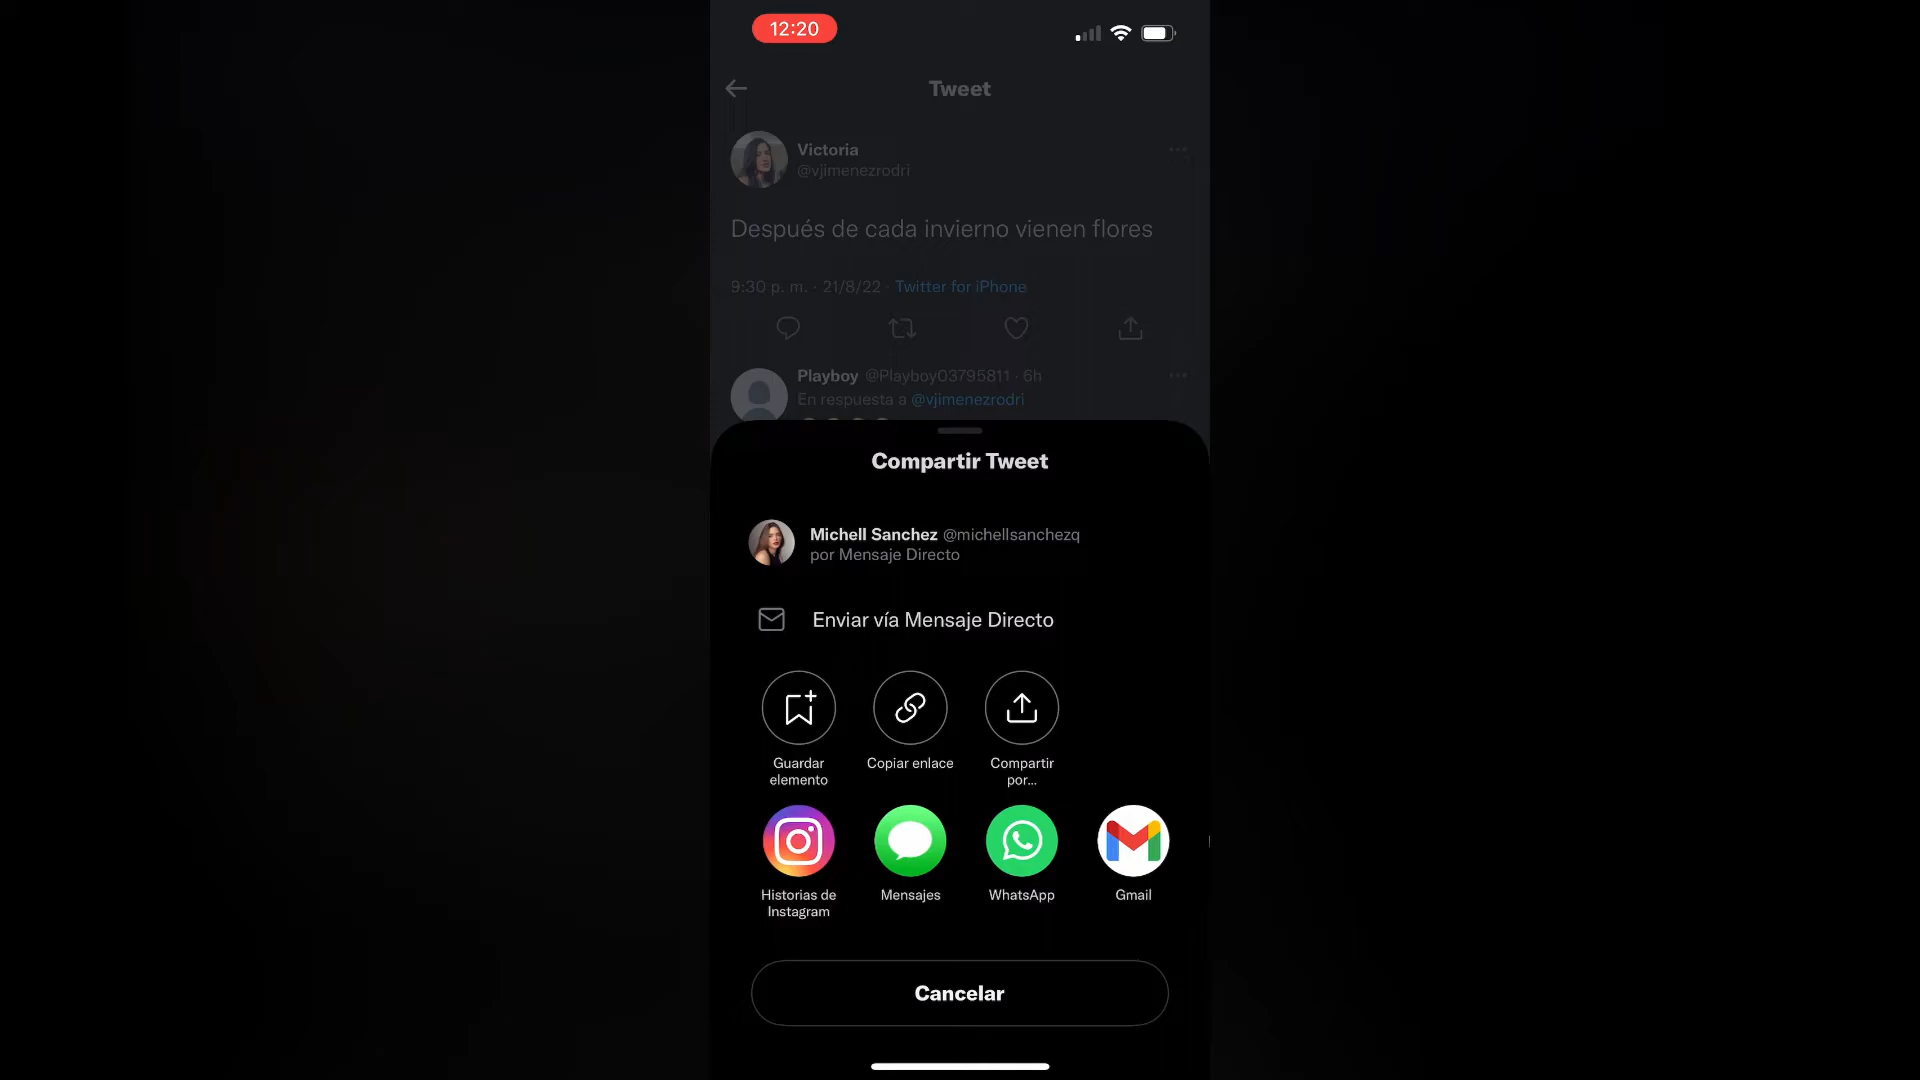 12:20
Tweet
Victoria
@vjimenezrodri
Después de cada invierno vienen flores
9:30 p. m. · 21/8/22 · Twitter for iPhone
Playboy @Playboy03795811 · 6h
En respuesta a @vjimenezrodri
Compartir Tweet
Michell Sanchez @michellsanchezq
por Mensaje Directo
Enviar vía Mensaje Directo
Guardar
elemento
Copiar enlace
Compartir
por...
Historias de
Instagram
Mensajes
WhatsApp
Gmail
Cancelar